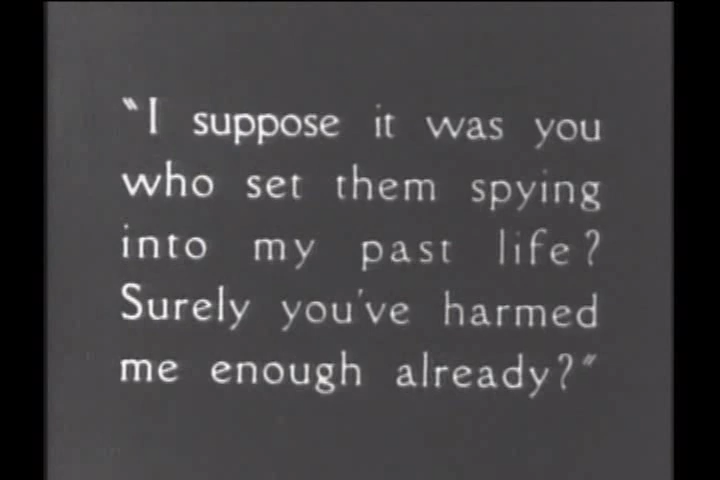 "I suppose it was you
who set them spying
into my past life?
Surely you've harmed
me enough already?"